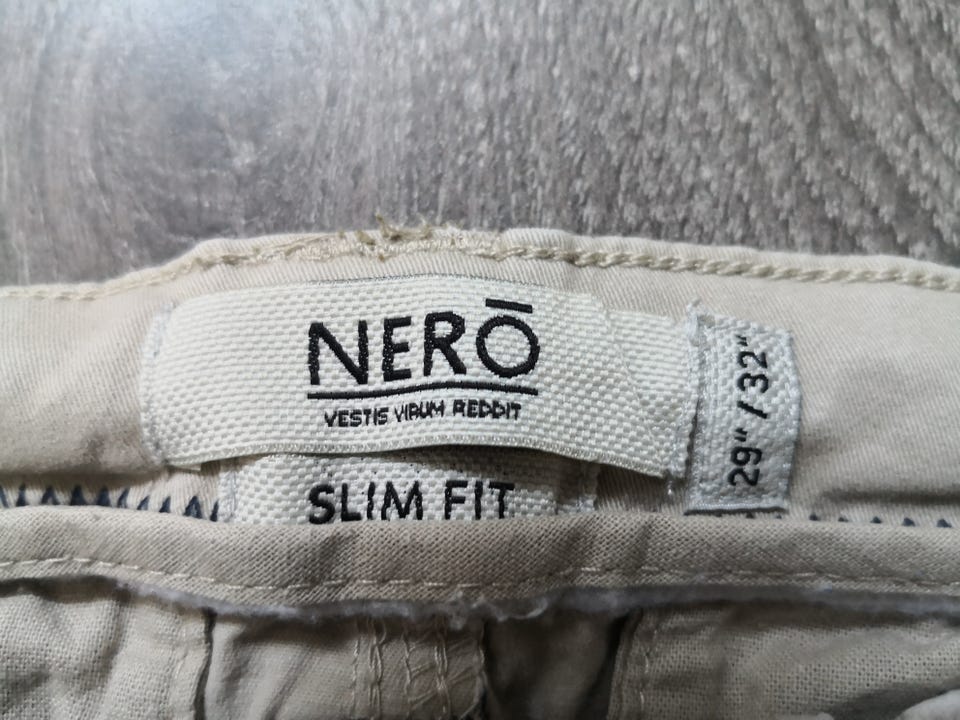 NERŌ
VESTIS VIRUM REDDIT
SLIM FIT
29"/32"